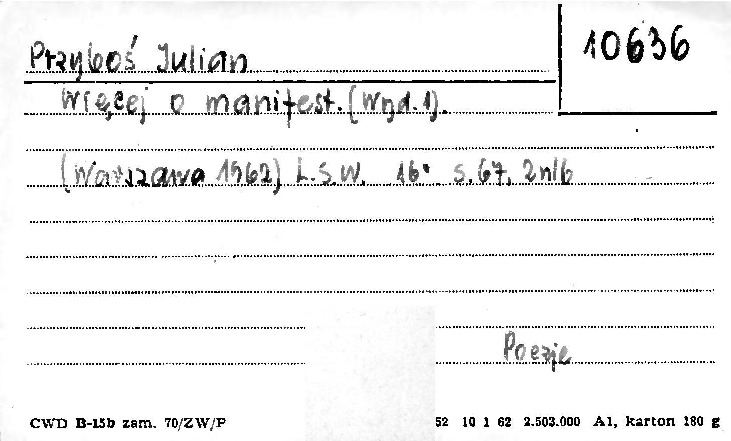 10636
Przyboś Julian
Więcej o manifest. (Wyd. 1).
(Warszawa 1962) L.S.W. 16° s. 67, 2nlb
Poezje
CWD B-15b zam. 70/ZW/P 52 10 1 62 2.503.000 A1, karton 180 g